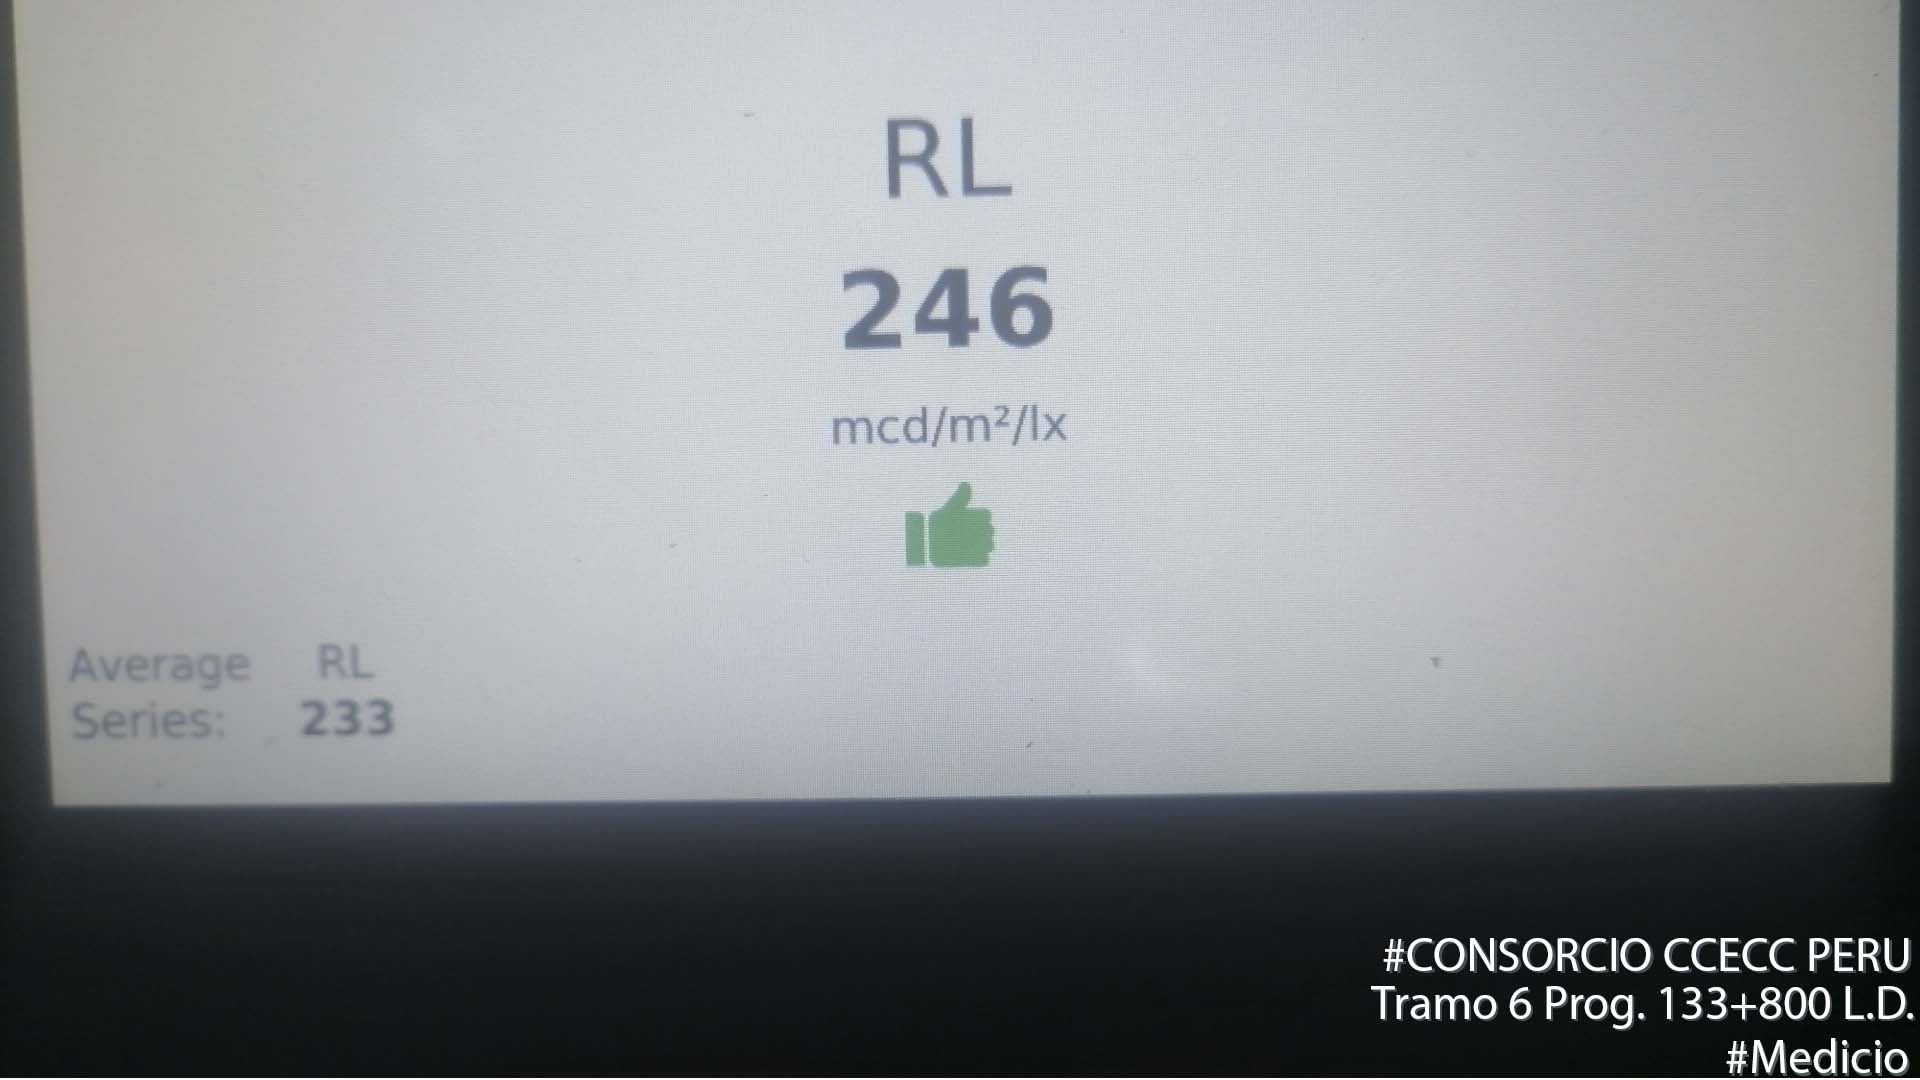 RL
246
mcd/m²/lx
Average RL
Series: 233
#CONSORCIO CCECC PERU
Tramo 6 Prog. 133+800 L.D.
#Medicio